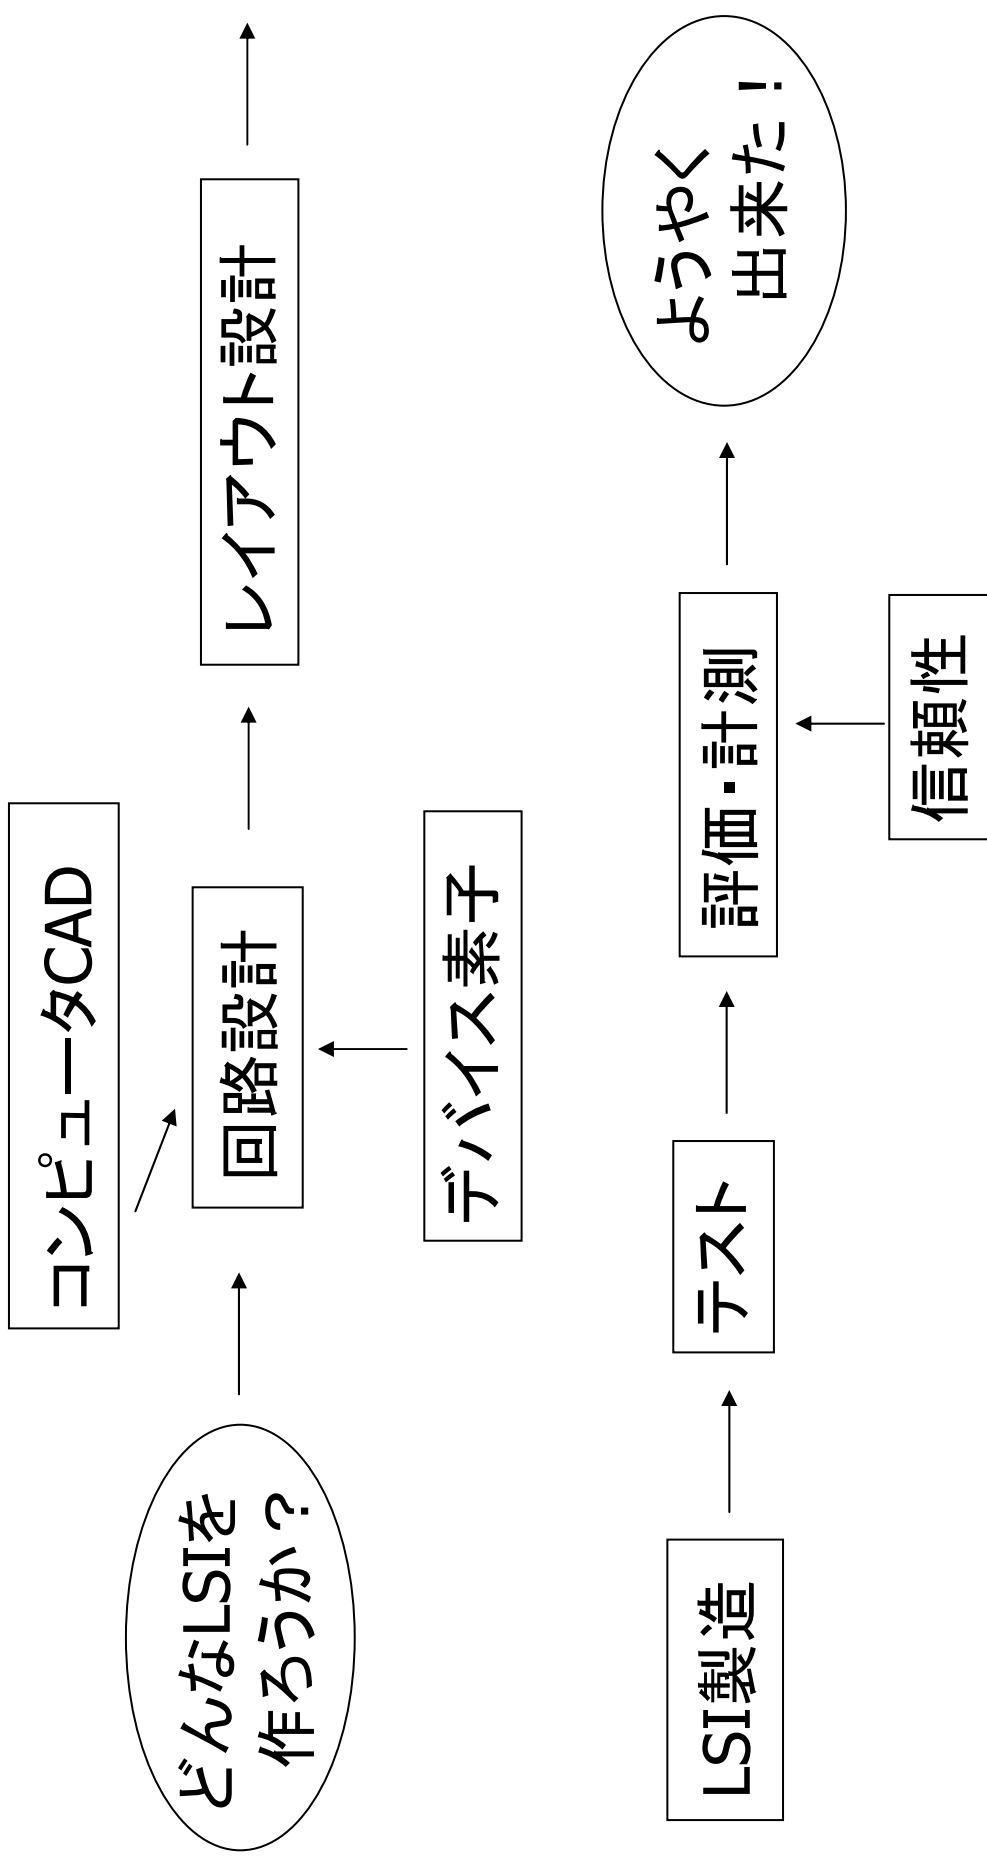 コンピュータCAD
どんなLSIを
作ろうか？
回路設計
レイアウト設計
デバイス素子
LSI製造
テスト
評価・計測
ようやく
出来た！
信頼性